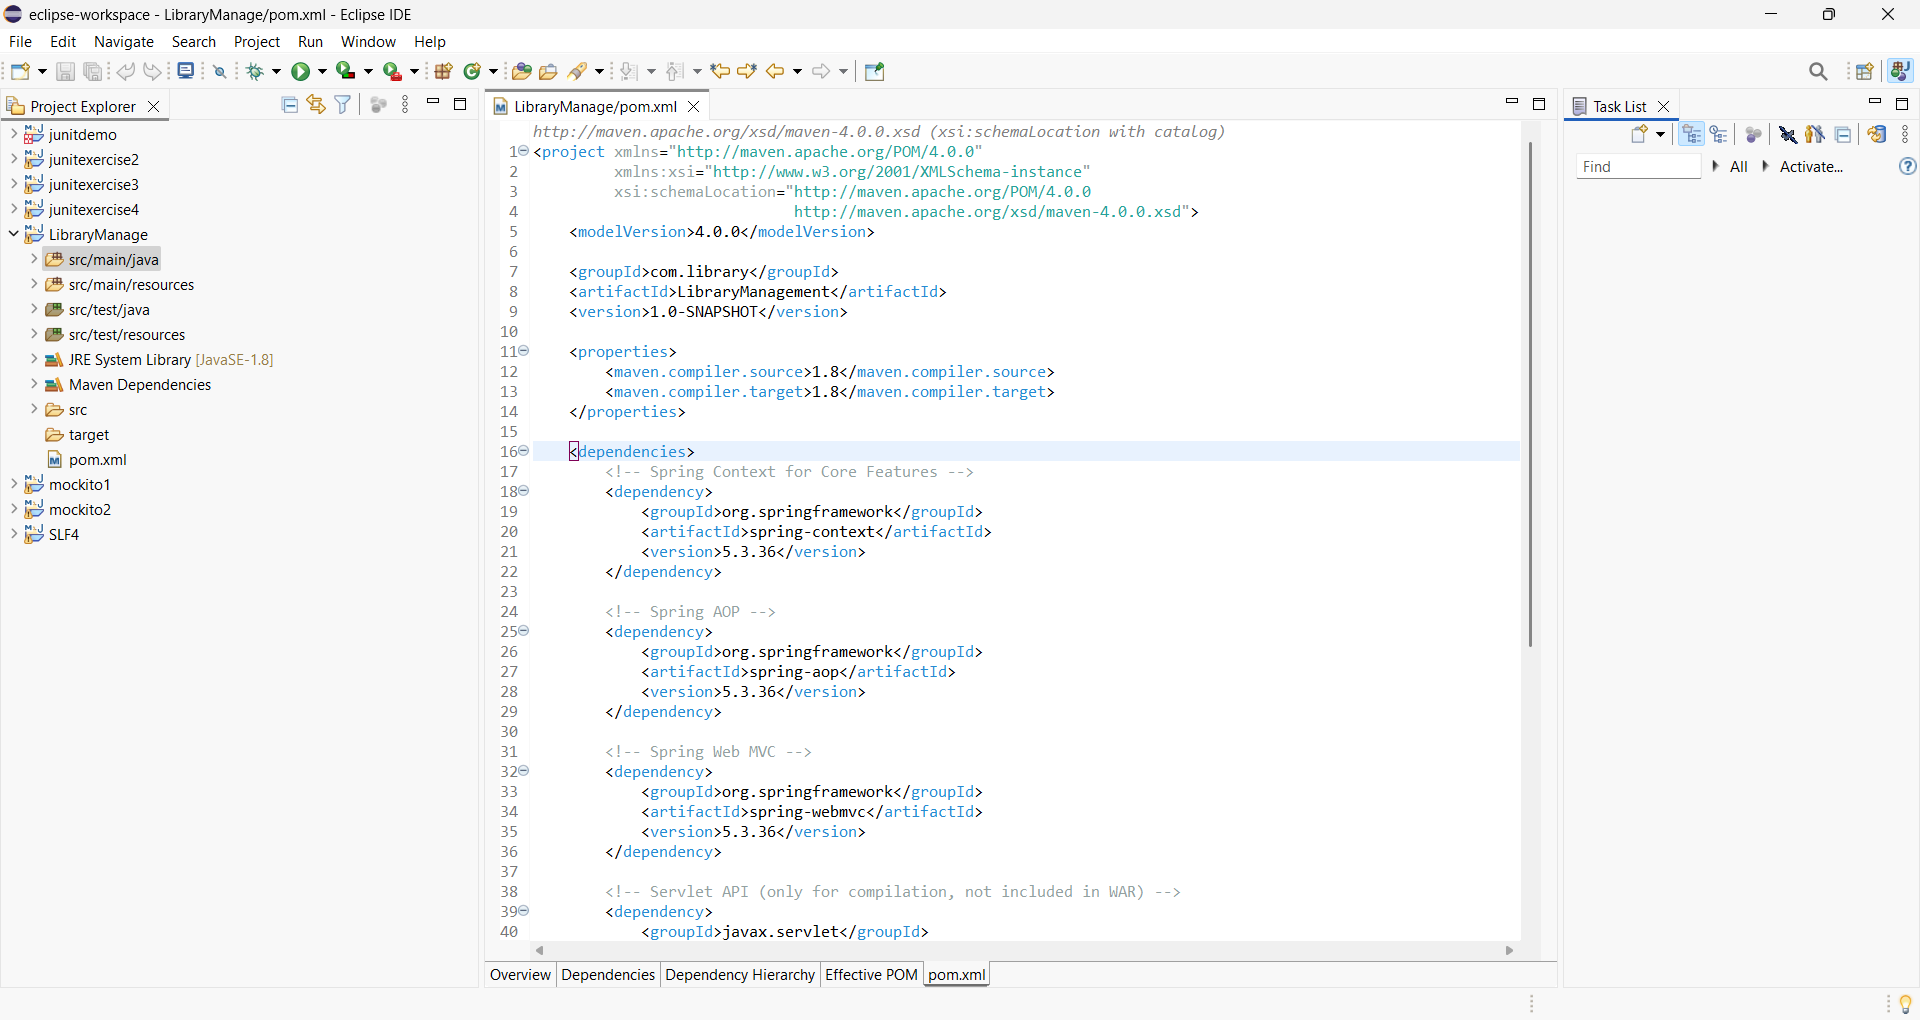 eclipse-workspace - LibraryManage/pom.xml - Eclipse IDE
File Edit Navigate Search Project Run Window Help
Project Explorer
junitdemo
junitexercise2
junitexercise3
junitexercise4
LibraryManage
src/main/java
src/main/resources
src/test/java
src/test/resources
JRE System Library [JavaSE-1.8]
Maven Dependencies
src
target
pom.xml
mockito1
mockito2
SLF4
LibraryManage/pom.xml
http://maven.apache.org/xsd/maven-4.0.0.xsd (xsi:schemaLocation with catalog)
1 <project xmlns="http://maven.apache.org/POM/4.0.0"
2 xmlns:xsi="http://www.w3.org/2001/XMLSchema-instance"
3 xsi:schemaLocation="http://maven.apache.org/POM/4.0.0
4 http://maven.apache.org/xsd/maven-4.0.0.xsd">
5 <modelVersion>4.0.0</modelVersion>
6
7 <groupId>com.library</groupId>
8 <artifactId>LibraryManagement</artifactId>
9 <version>1.0-SNAPSHOT</version>
10
11 <properties>
12 <maven.compiler.source>1.8</maven.compiler.source>
13 <maven.compiler.target>1.8</maven.compiler.target>
14 </properties>
15
16 <dependencies>
17 <!-- Spring Context for Core Features -->
18 <dependency>
19 <groupId>org.springframework</groupId>
20 <artifactId>spring-context</artifactId>
21 <version>5.3.36</version>
22 </dependency>
23
24 <!-- Spring AOP -->
25 <dependency>
26 <groupId>org.springframework</groupId>
27 <artifactId>spring-aop</artifactId>
28 <version>5.3.36</version>
29 </dependency>
30
31 <!-- Spring Web MVC -->
32 <dependency>
33 <groupId>org.springframework</groupId>
34 <artifactId>spring-webmvc</artifactId>
35 <version>5.3.36</version>
36 </dependency>
37
38 <!-- Servlet API (only for compilation, not included in WAR) -->
39 <dependency>
40 <groupId>javax.servlet</groupId>
Overview Dependencies Dependency Hierarchy Effective POM pom.xml
Task List
Find All Activate...